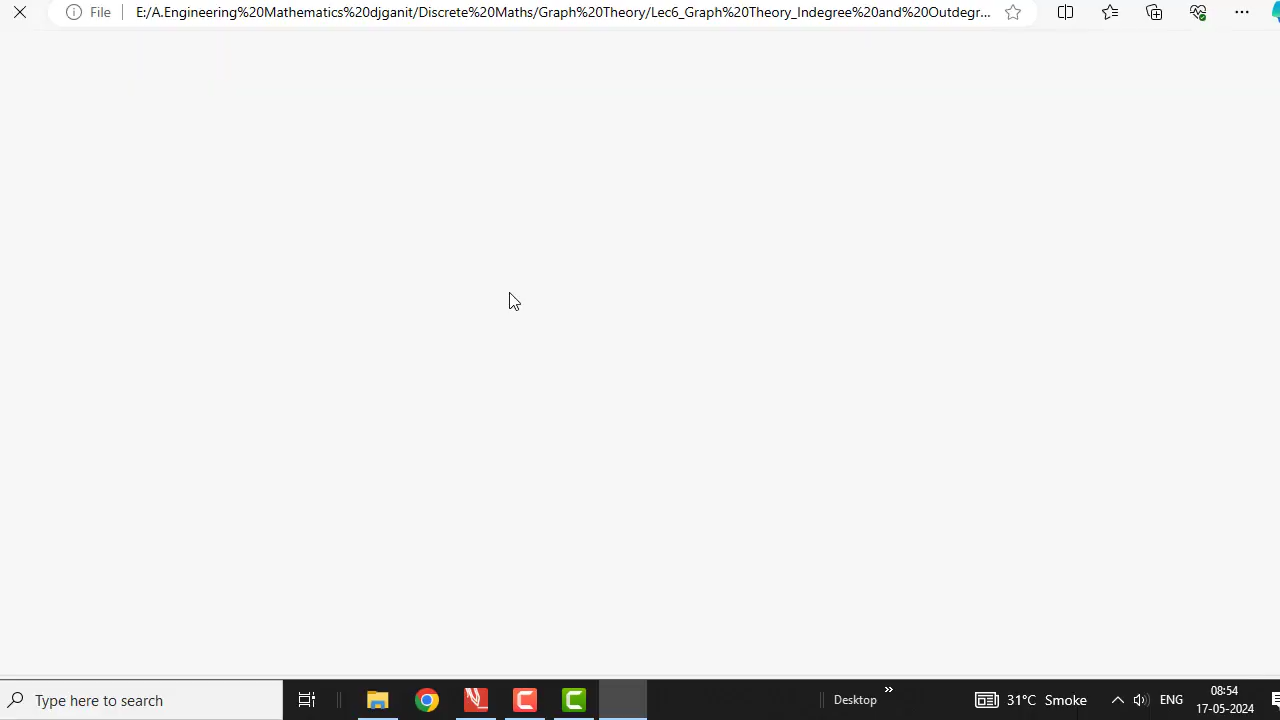 File E:/A.Engineering%20Mathematics%20djganit/Discrete%20Maths/Graph%20Theory/Lec6_Graph%20Theory_Indegree%20and%20Outdegr...
Type here to search
Desktop
»
31°C Smoke
ENG
08:54
17-05-2024